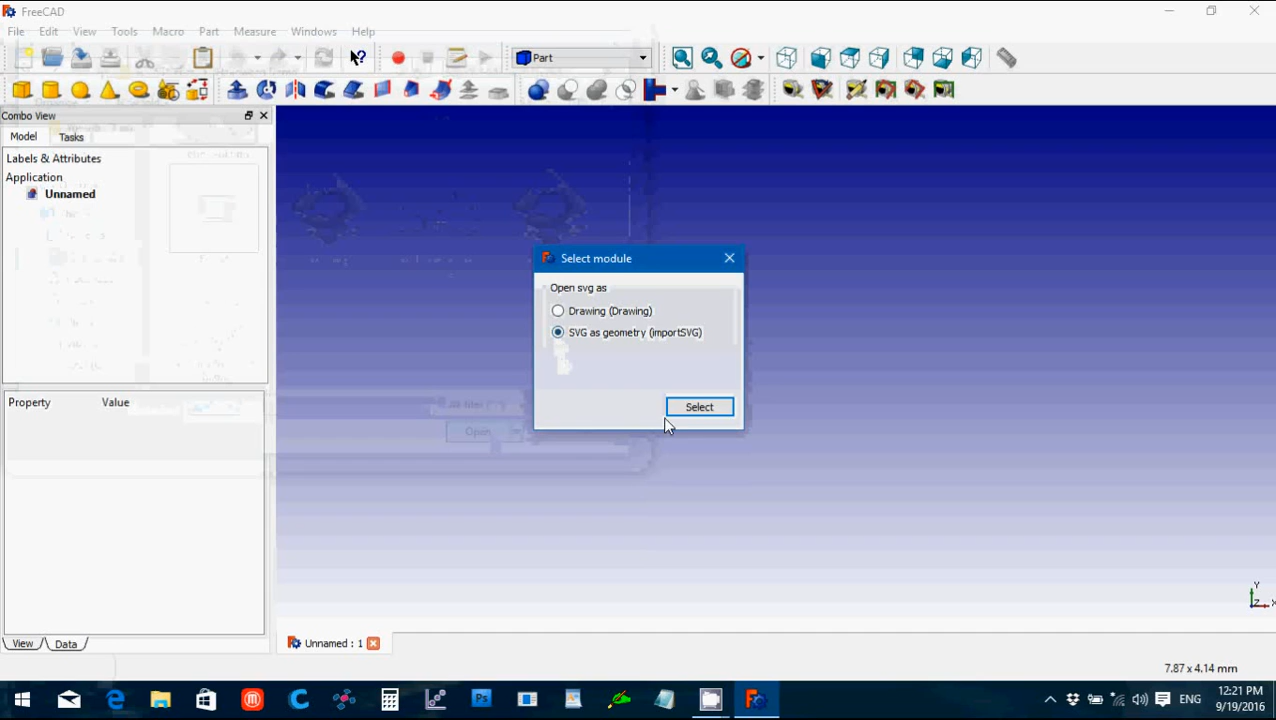 FreeCAD
File Edit View Tools Macro Part Measure Windows Help
Part
Combo View
Model Tasks
Labels & Attributes
Application
Unnamed
Select module
Open svg as
Drawing (Drawing)
SVG as geometry (importSVG)
Select
Property Value
Open
View Data
Unnamed : 1
Y
Z
X
7.87 x 4.14 mm
ENG
12:21 PM
9/19/2016